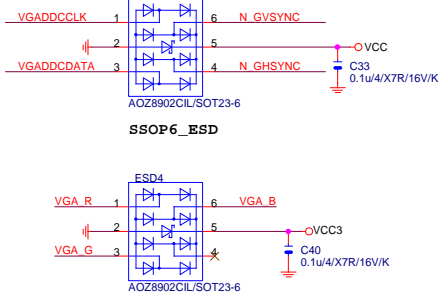 VGADDCCLK 1 6 N_GVSYNC
2 5 VCC
VGADDCDATA 3 4 N_GHSYNC
C33
0.1u/4/X7R/16V/K
AOZ8902CIL/SOT23-6
SSOP6_ESD
ESD4
VGA_R 1 6 VGA_B
2 5 VCC3
VGA_G 3 4
C40
0.1u/4/X7R/16V/K
AOZ8902CIL/SOT23-6